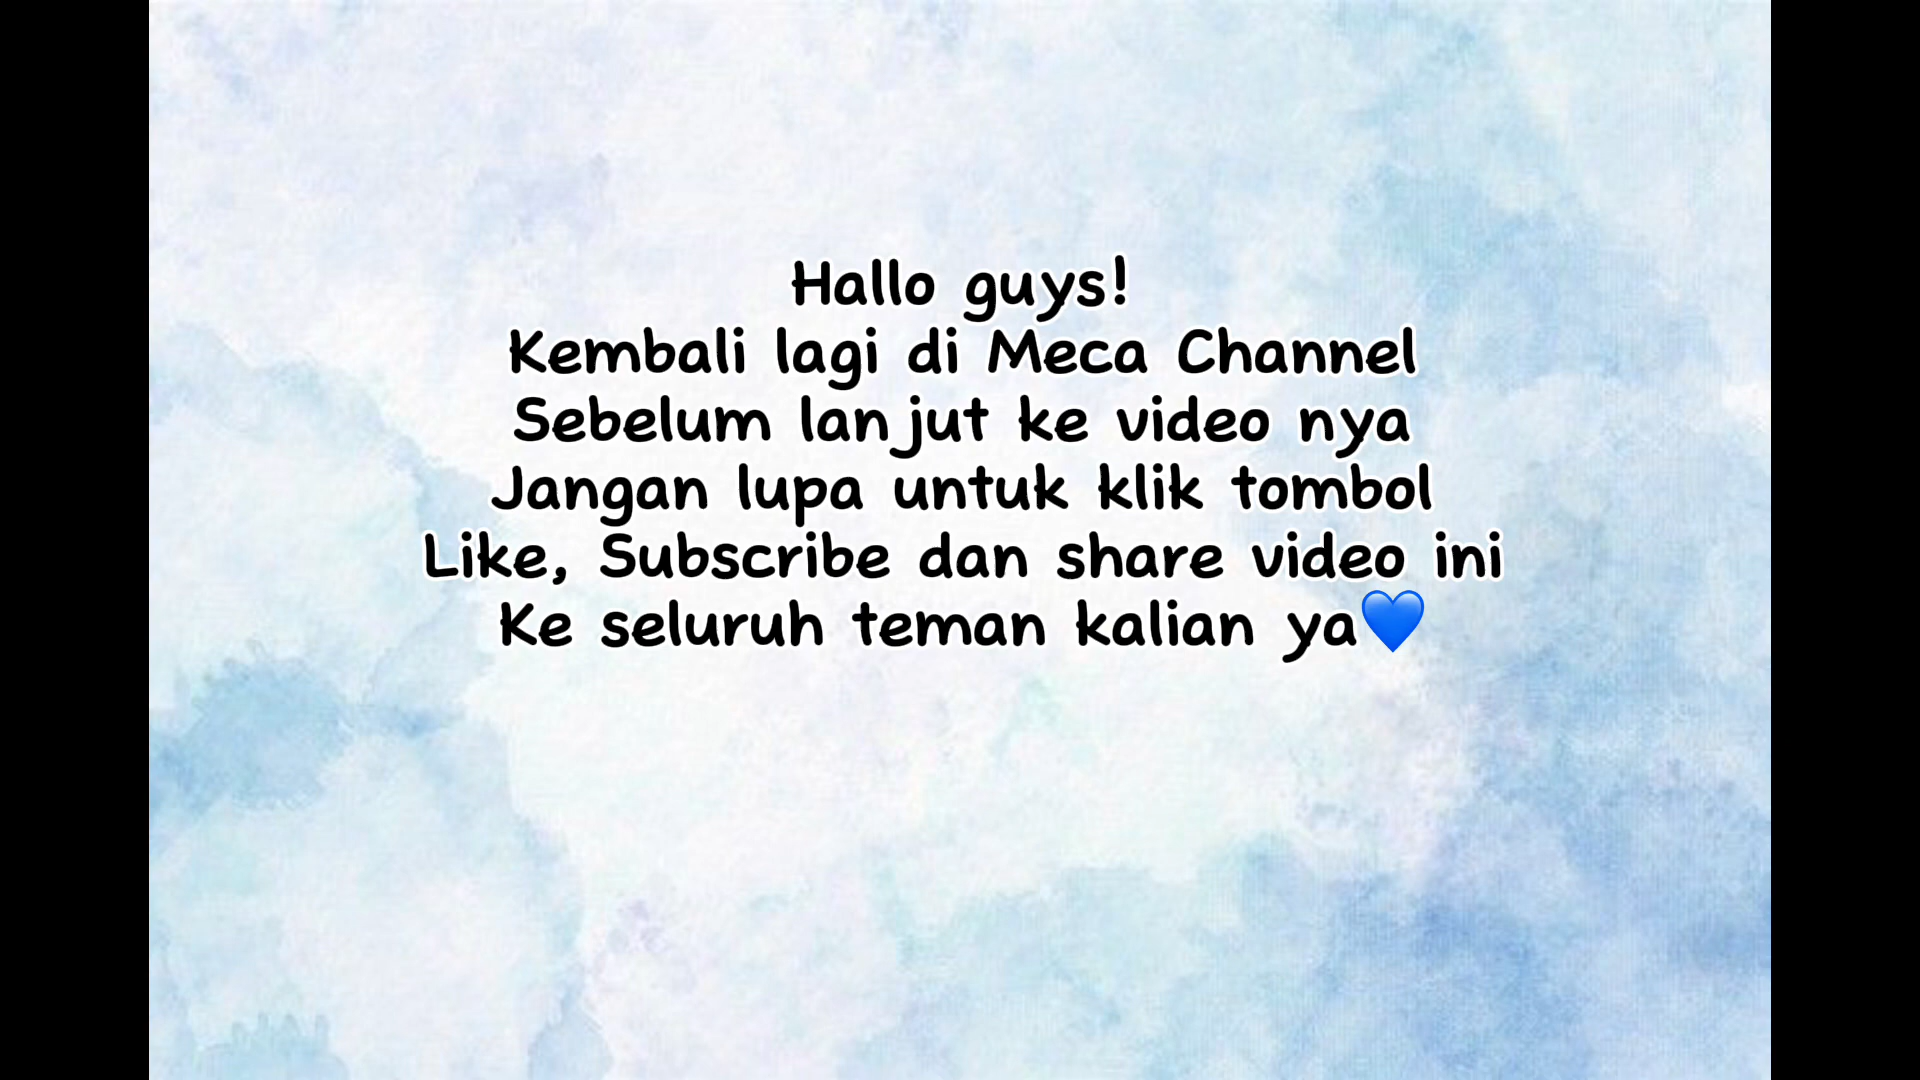 Hallo guys!
Kembali lagi di Meca Channel
Sebelum lanjut ke video nya
Jangan lupa untuk klik tombol
Like, Subscribe dan share video ini
Ke seluruh teman kalian ya💙